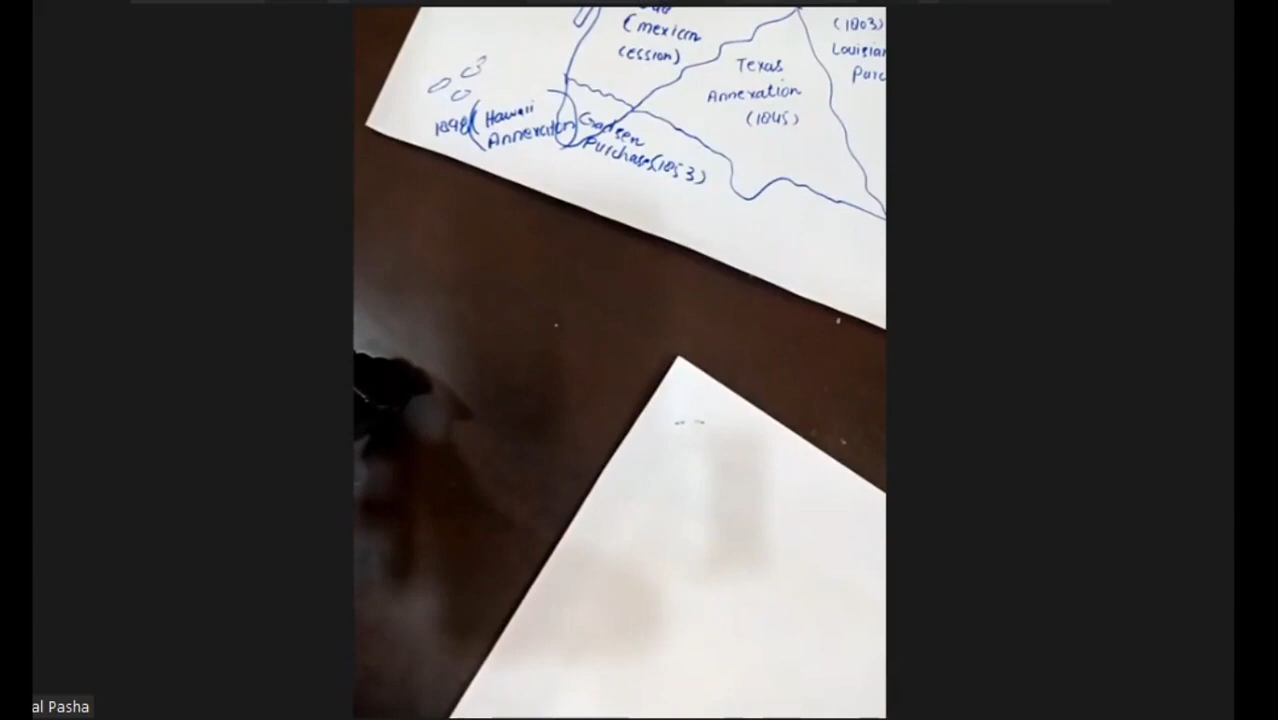 (mexican
cession)
Texas
Annexation
(1845)
(1803)
Louisian
Purc
1898 (Hawaii
Annexation
Gadsen
Purchase(1853)
al Pasha